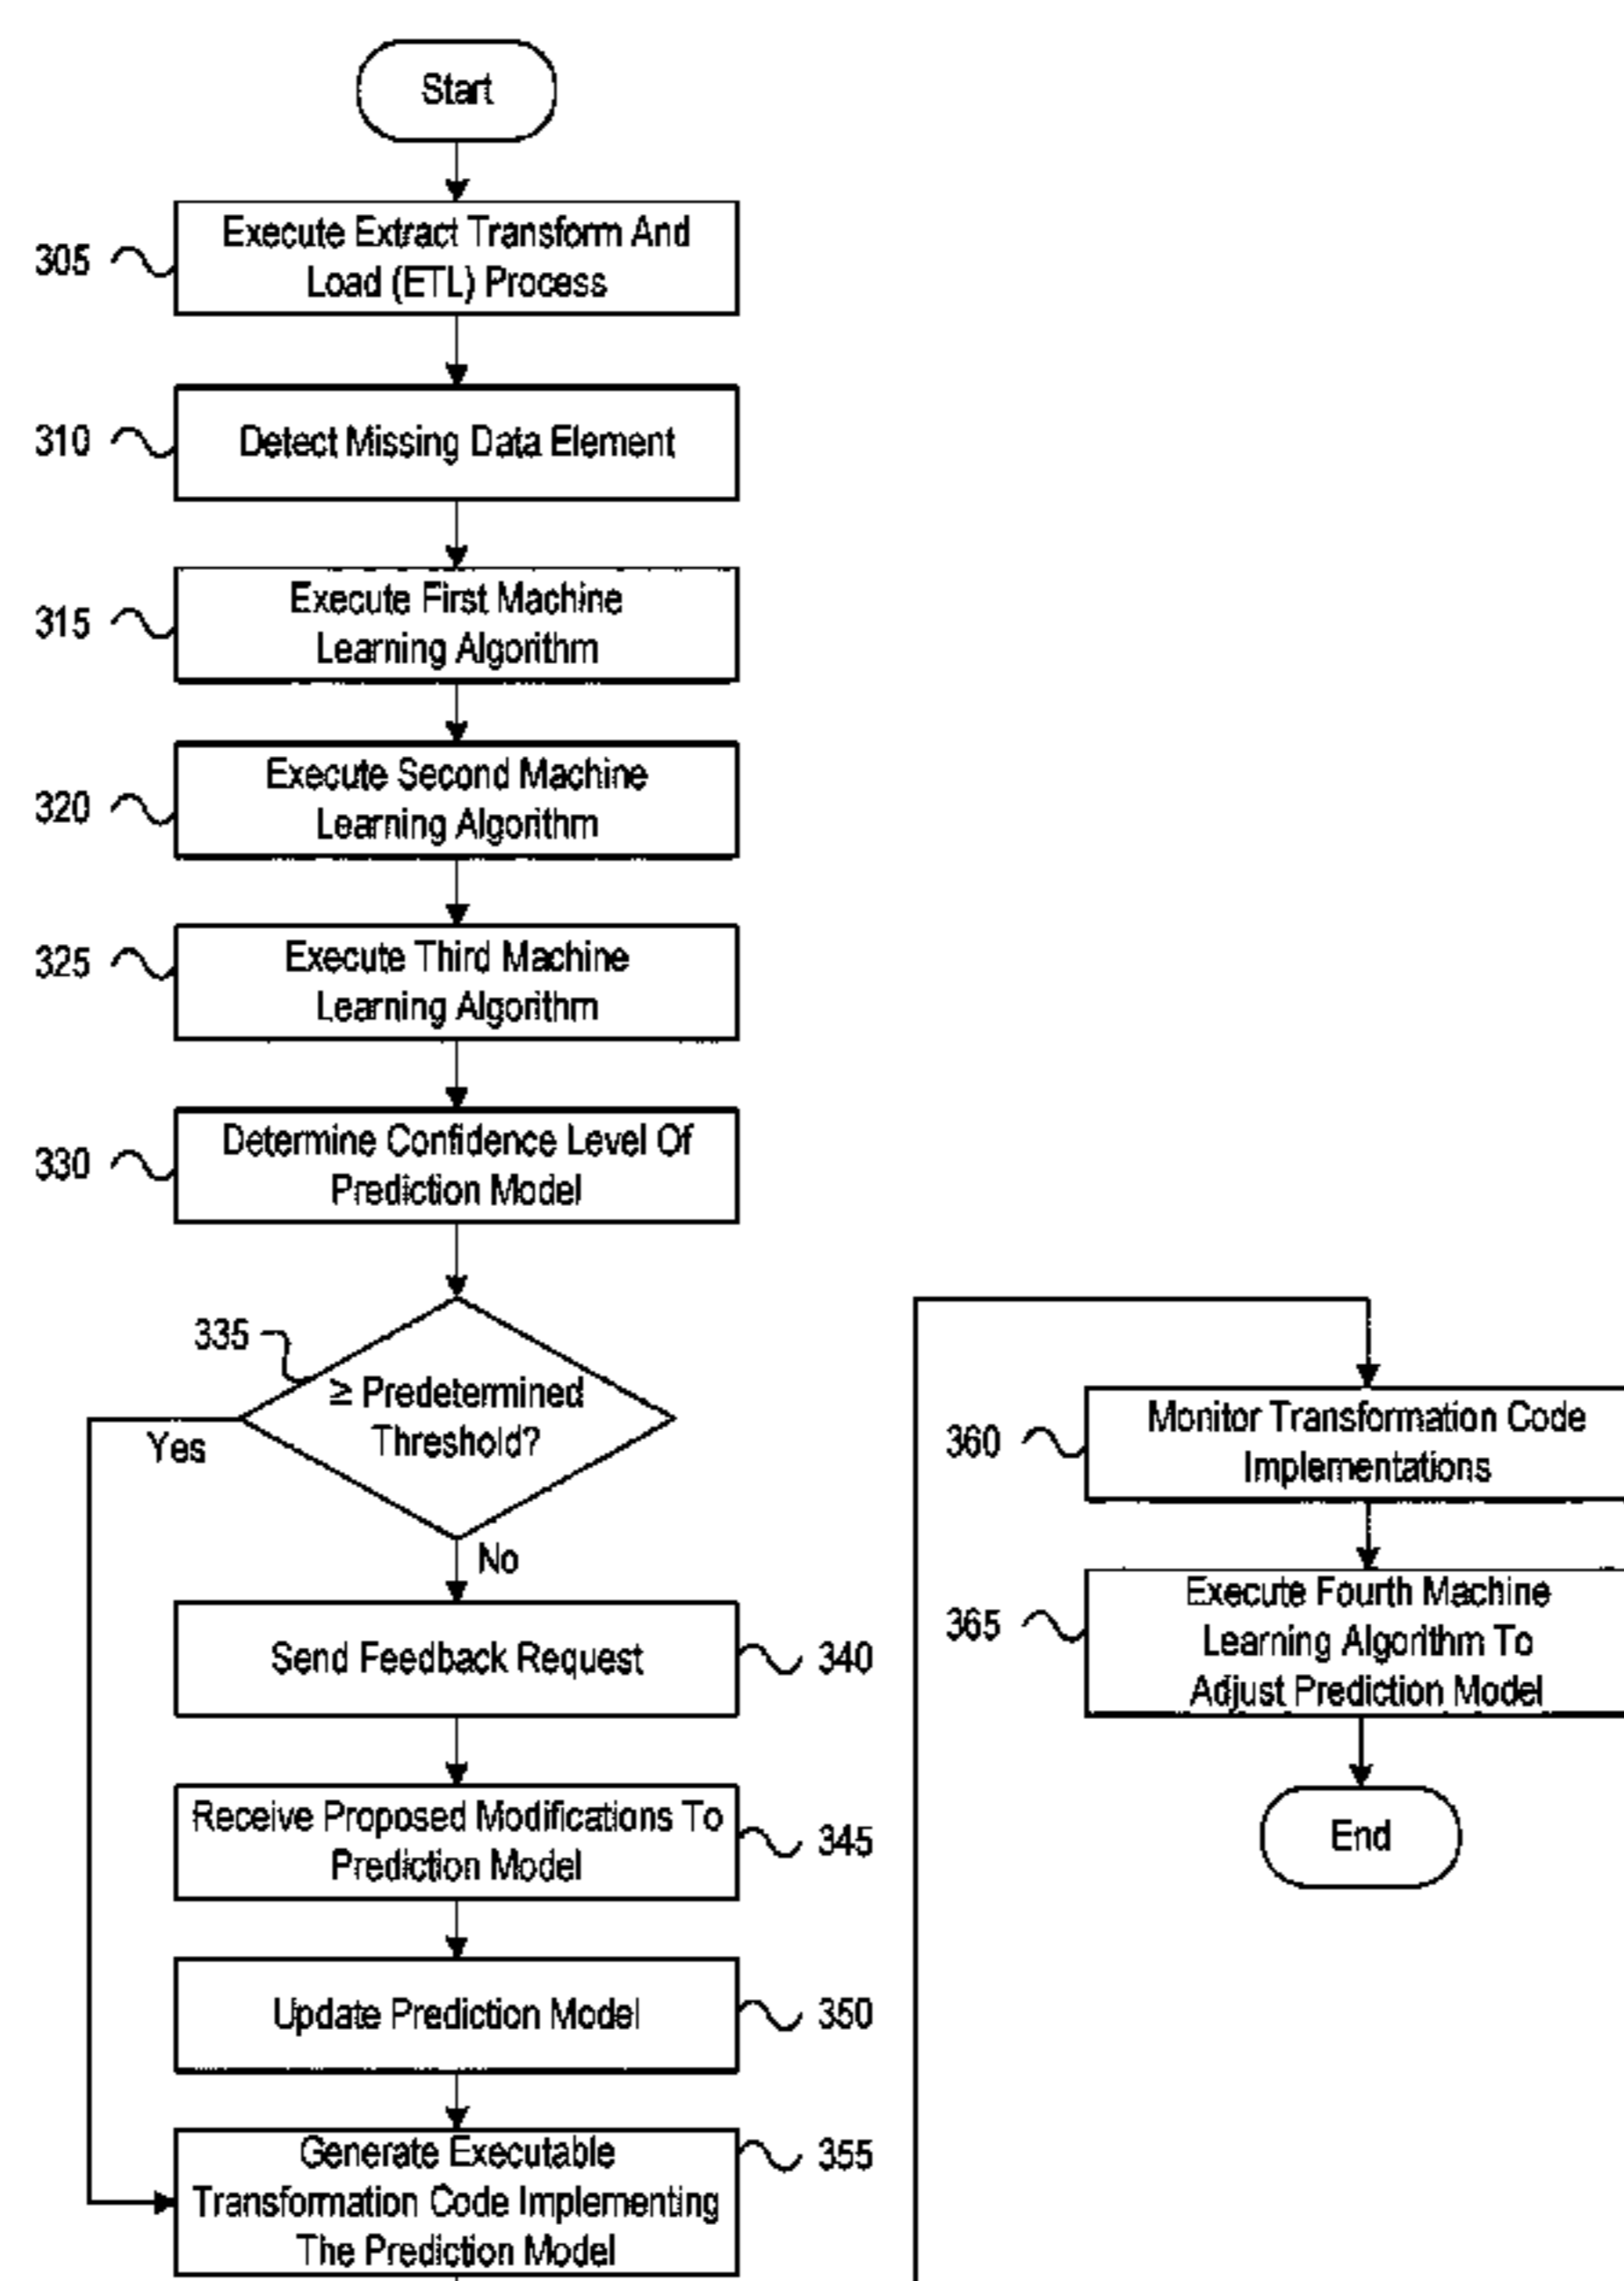 Start
305
Execute Extract Transform And
Load (ETL) Process
310
Detect Missing Data Element
315
Execute First Machine
Learning Algorithm
320
Execute Second Machine
Learning Algorithm
325
Execute Third Machine
Learning Algorithm
330
Determine Confidence Level Of
Prediction Model
335
≥ Predetermined
Threshold?
Yes
No
Send Feedback Request
340
Receive Proposed Modifications To
Prediction Model
345
Update Prediction Model
350
Generate Executable
Transformation Code Implementing
The Prediction Model
355
360
Monitor Transformation Code
Implementations
365
Execute Fourth Machine
Learning Algorithm To
Adjust Prediction Model
End